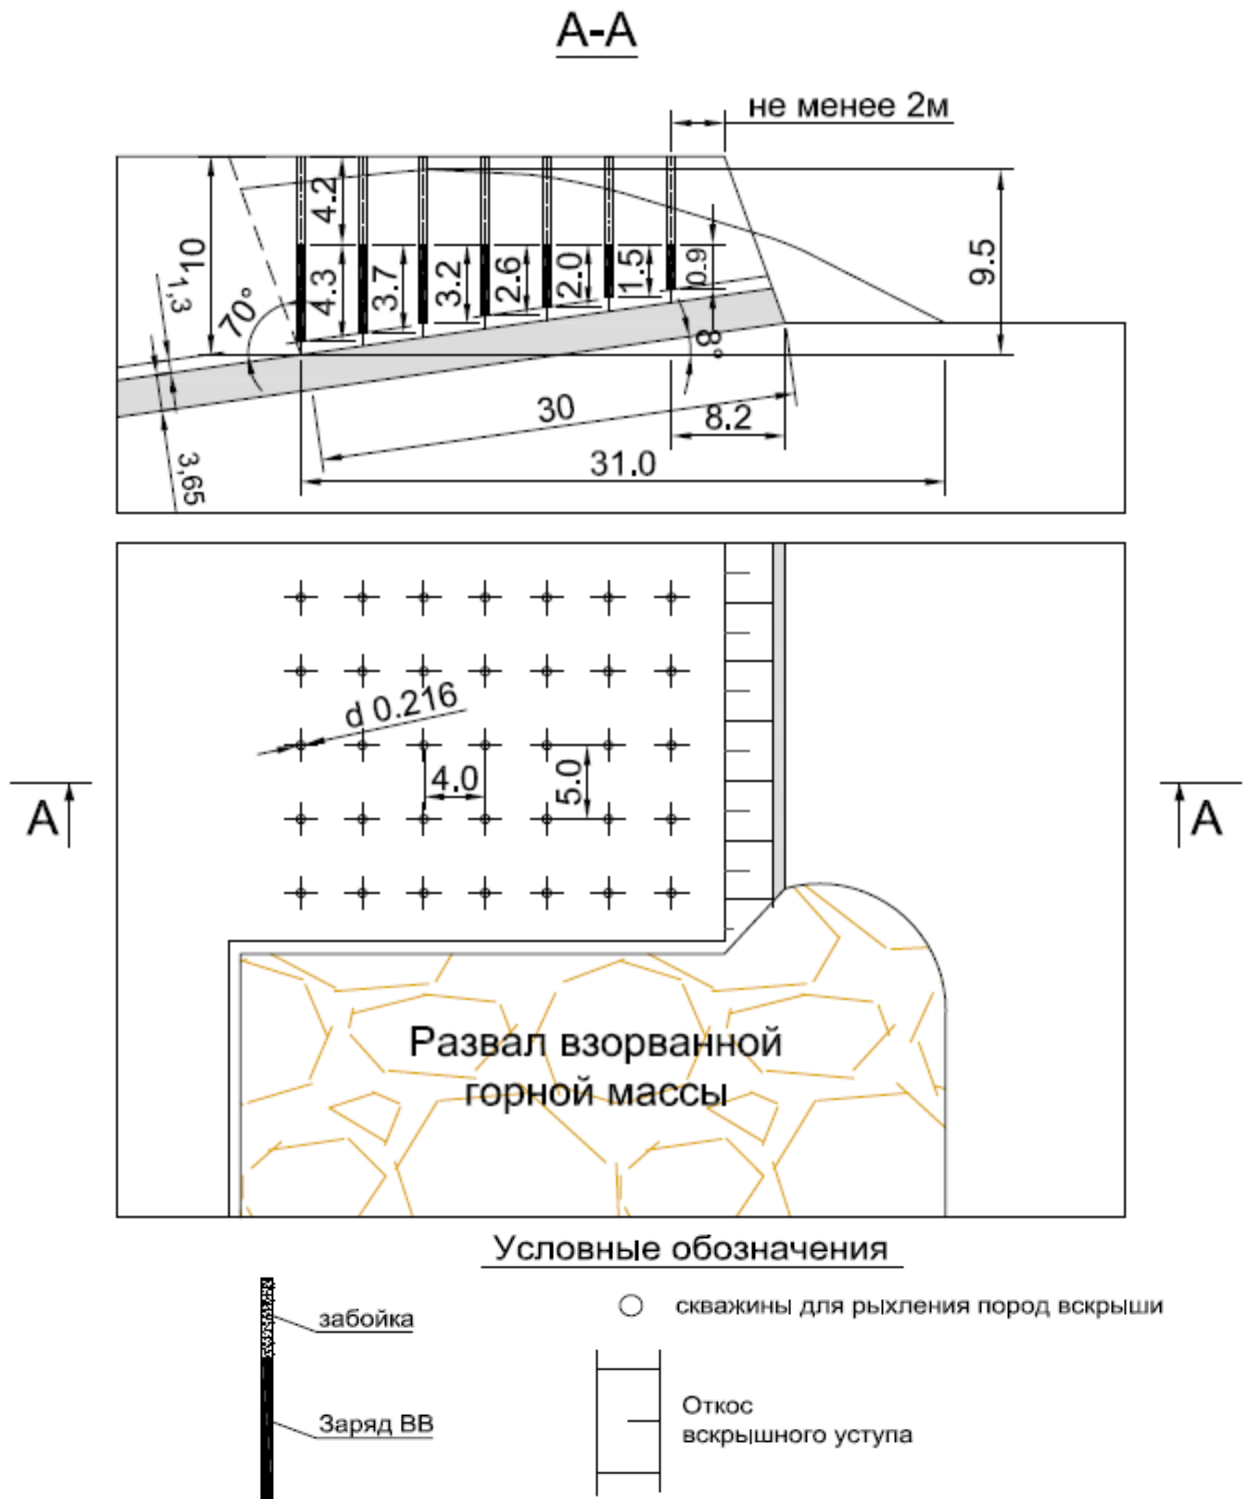 А-А
не менее 2м
4.2
10
9.5
1,3
70°
4.3
3.7
3.2
2.6
2.0
1.5
0.9
8°
30
8.2
31.0
3,65
d 0.216
4.0
5.0
А
А
Развал взорванной
горной массы
Условные обозначения
забойка
скважины для рыхления пород вскрыши
Заряд ВВ
Откос
вскрышного уступа